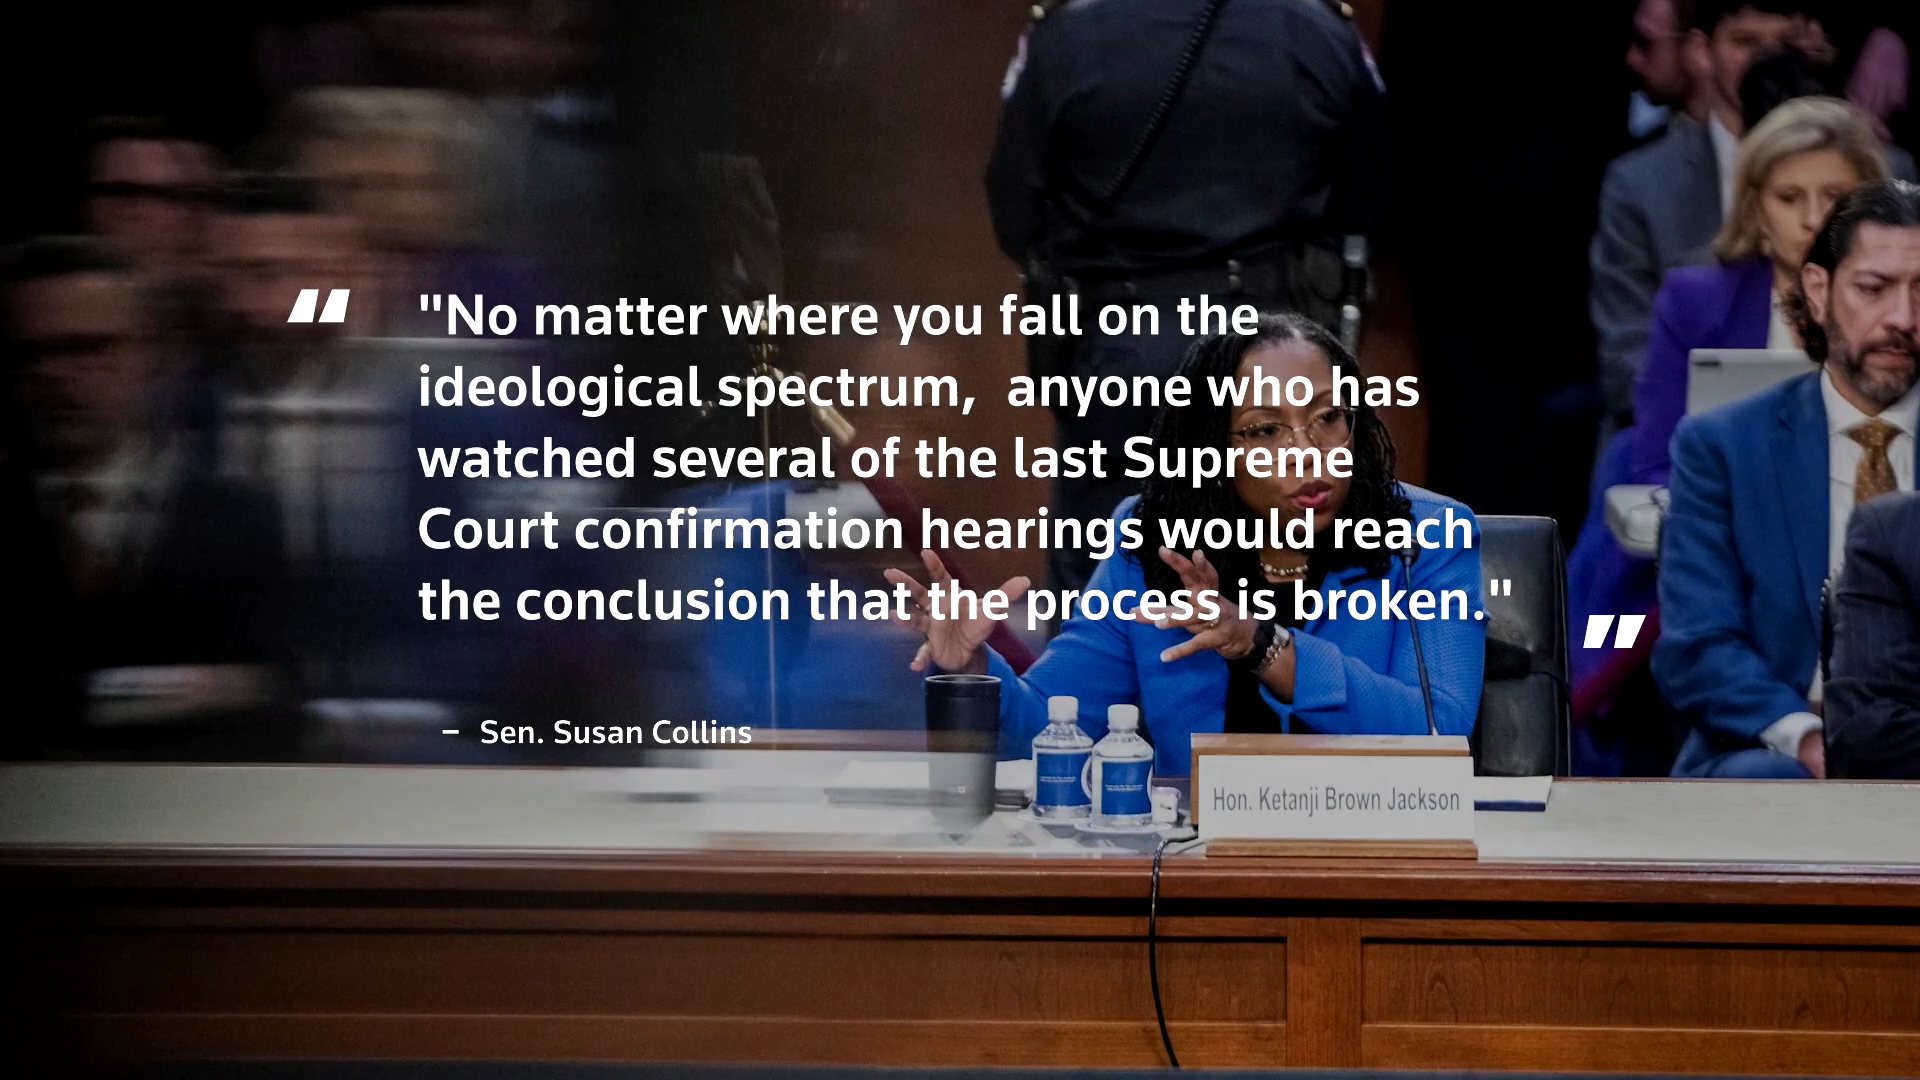 "No matter where you fall on the
ideological spectrum,  anyone who has
watched several of the last Supreme
Court confirmation hearings would reach
the conclusion that the process is broken."
– Sen. Susan Collins
Hon. Ketanji Brown Jackson